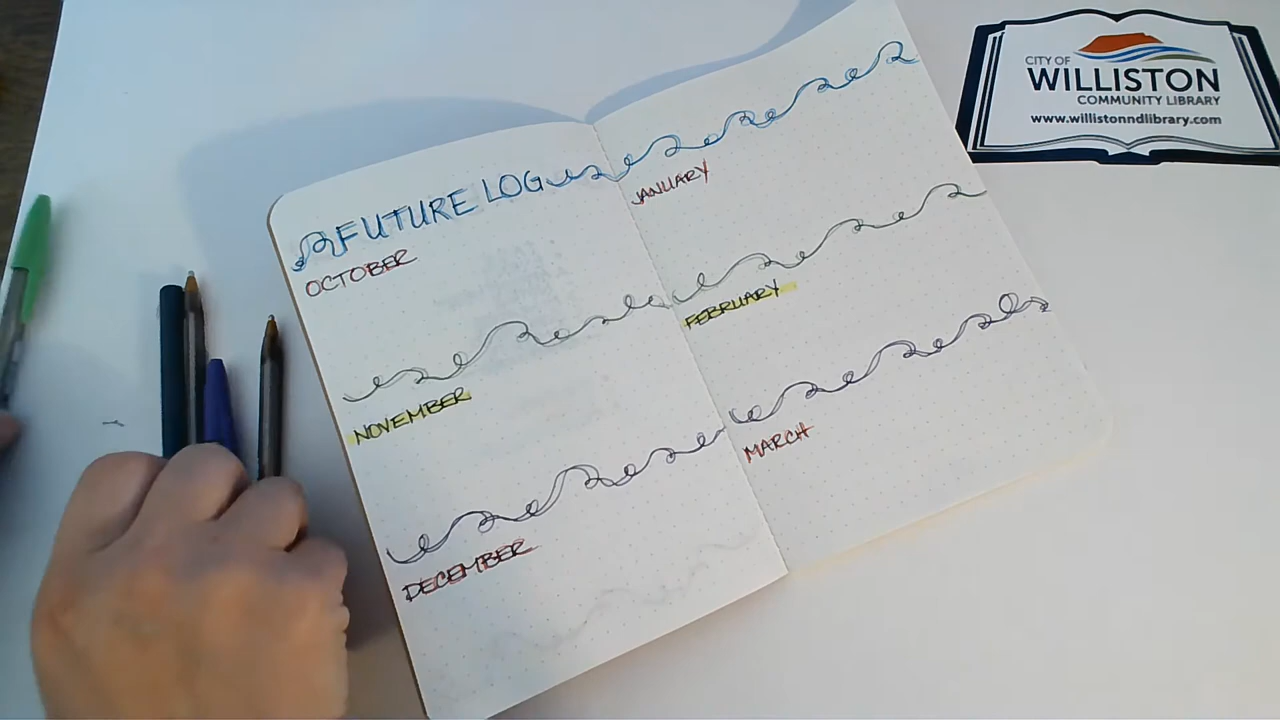 FUTURE LOG
OCTOBER
NOVEMBER
DECEMBER
JANUARY
FEBRUARY
MARCH
CITY OF
WILLISTON
COMMUNITY LIBRARY
www.willistonndlibrary.com